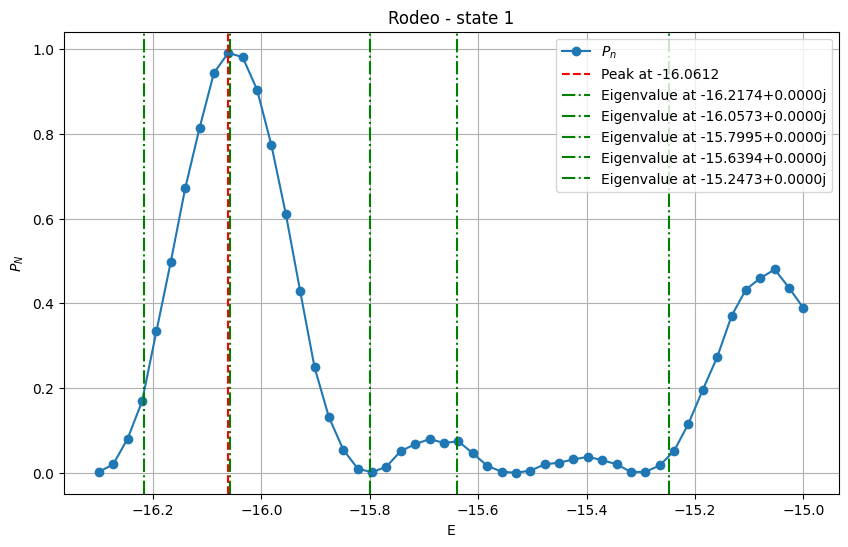 Rodeo - state 1
1.0
0.8
0.6
0.4
0.2
0.0
P_N
P_n
Peak at -16.0612
Eigenvalue at -16.2174+0.0000j
Eigenvalue at -16.0573+0.0000j
Eigenvalue at -15.7995+0.0000j
Eigenvalue at -15.6394+0.0000j
Eigenvalue at -15.2473+0.0000j
−16.2 −16.0 −15.8 −15.6 −15.4 −15.2 −15.0
E